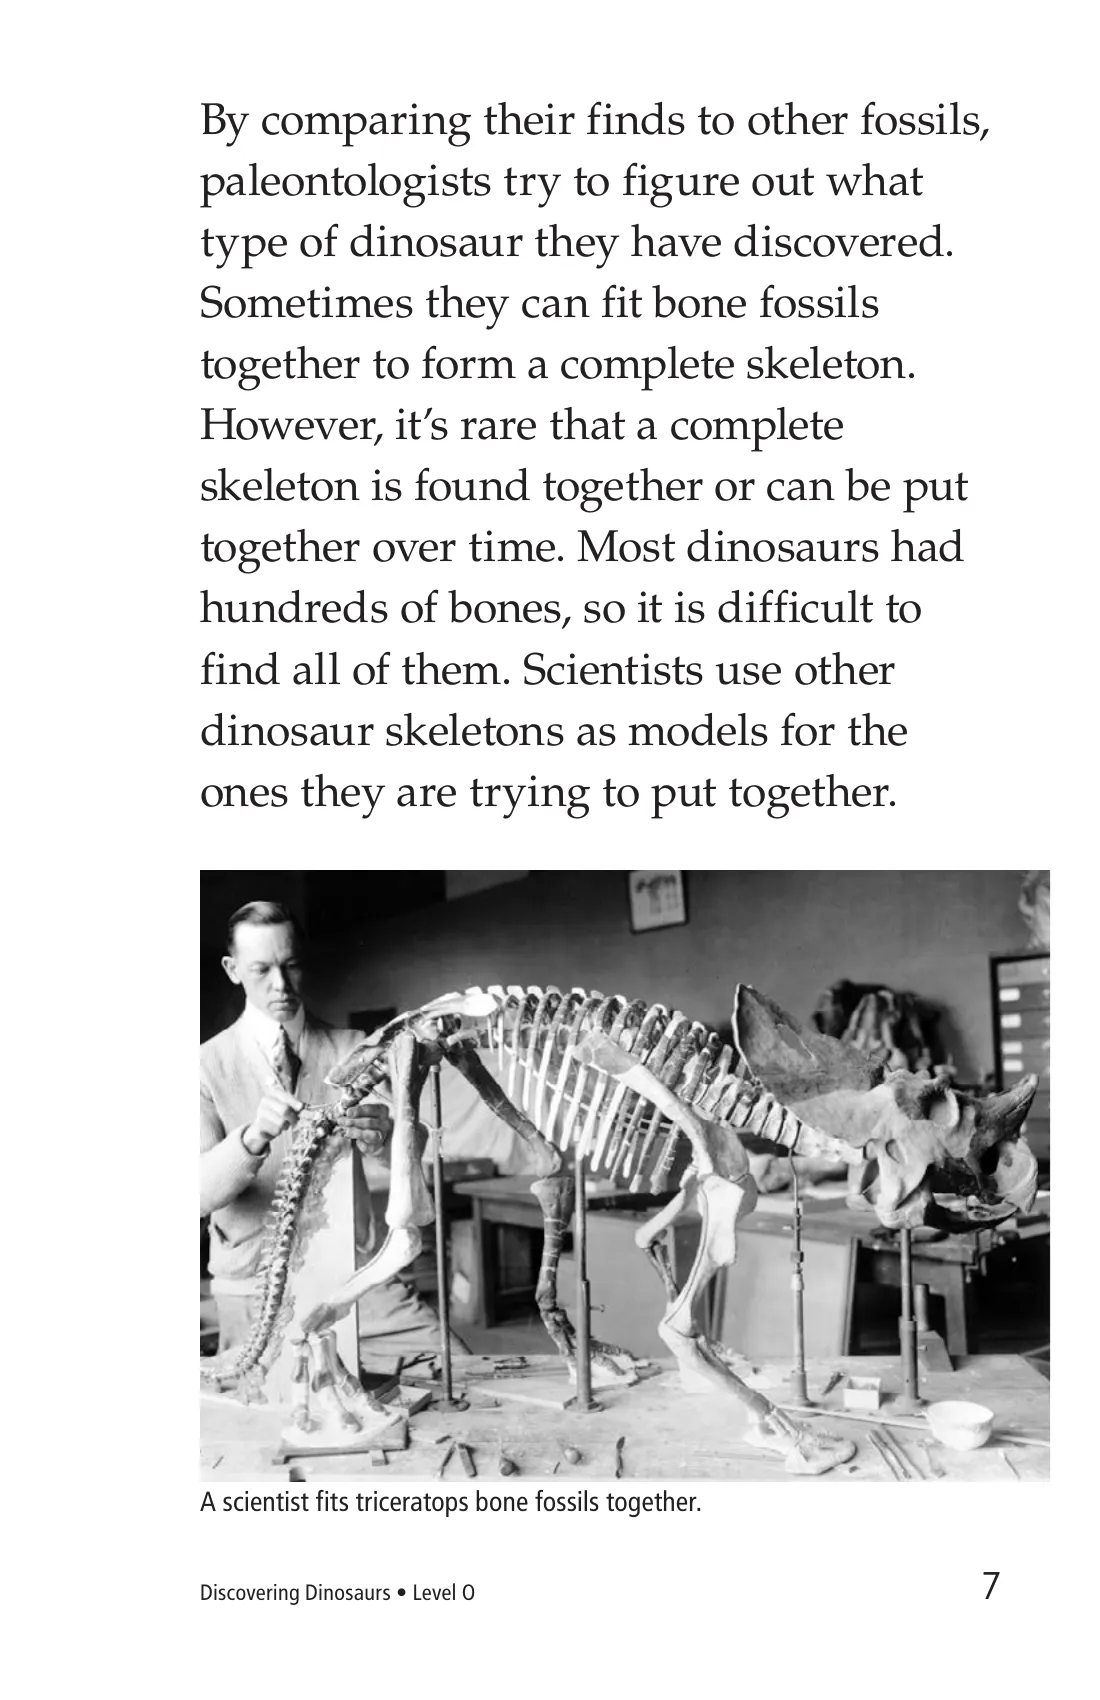 By comparing their finds to other fossils,
paleontologists try to figure out what
type of dinosaur they have discovered.
Sometimes they can fit bone fossils
together to form a complete skeleton.
However, it’s rare that a complete
skeleton is found together or can be put
together over time. Most dinosaurs had
hundreds of bones, so it is difficult to
find all of them. Scientists use other
dinosaur skeletons as models for the
ones they are trying to put together.
A scientist fits triceratops bone fossils together.
Discovering Dinosaurs • Level O
7